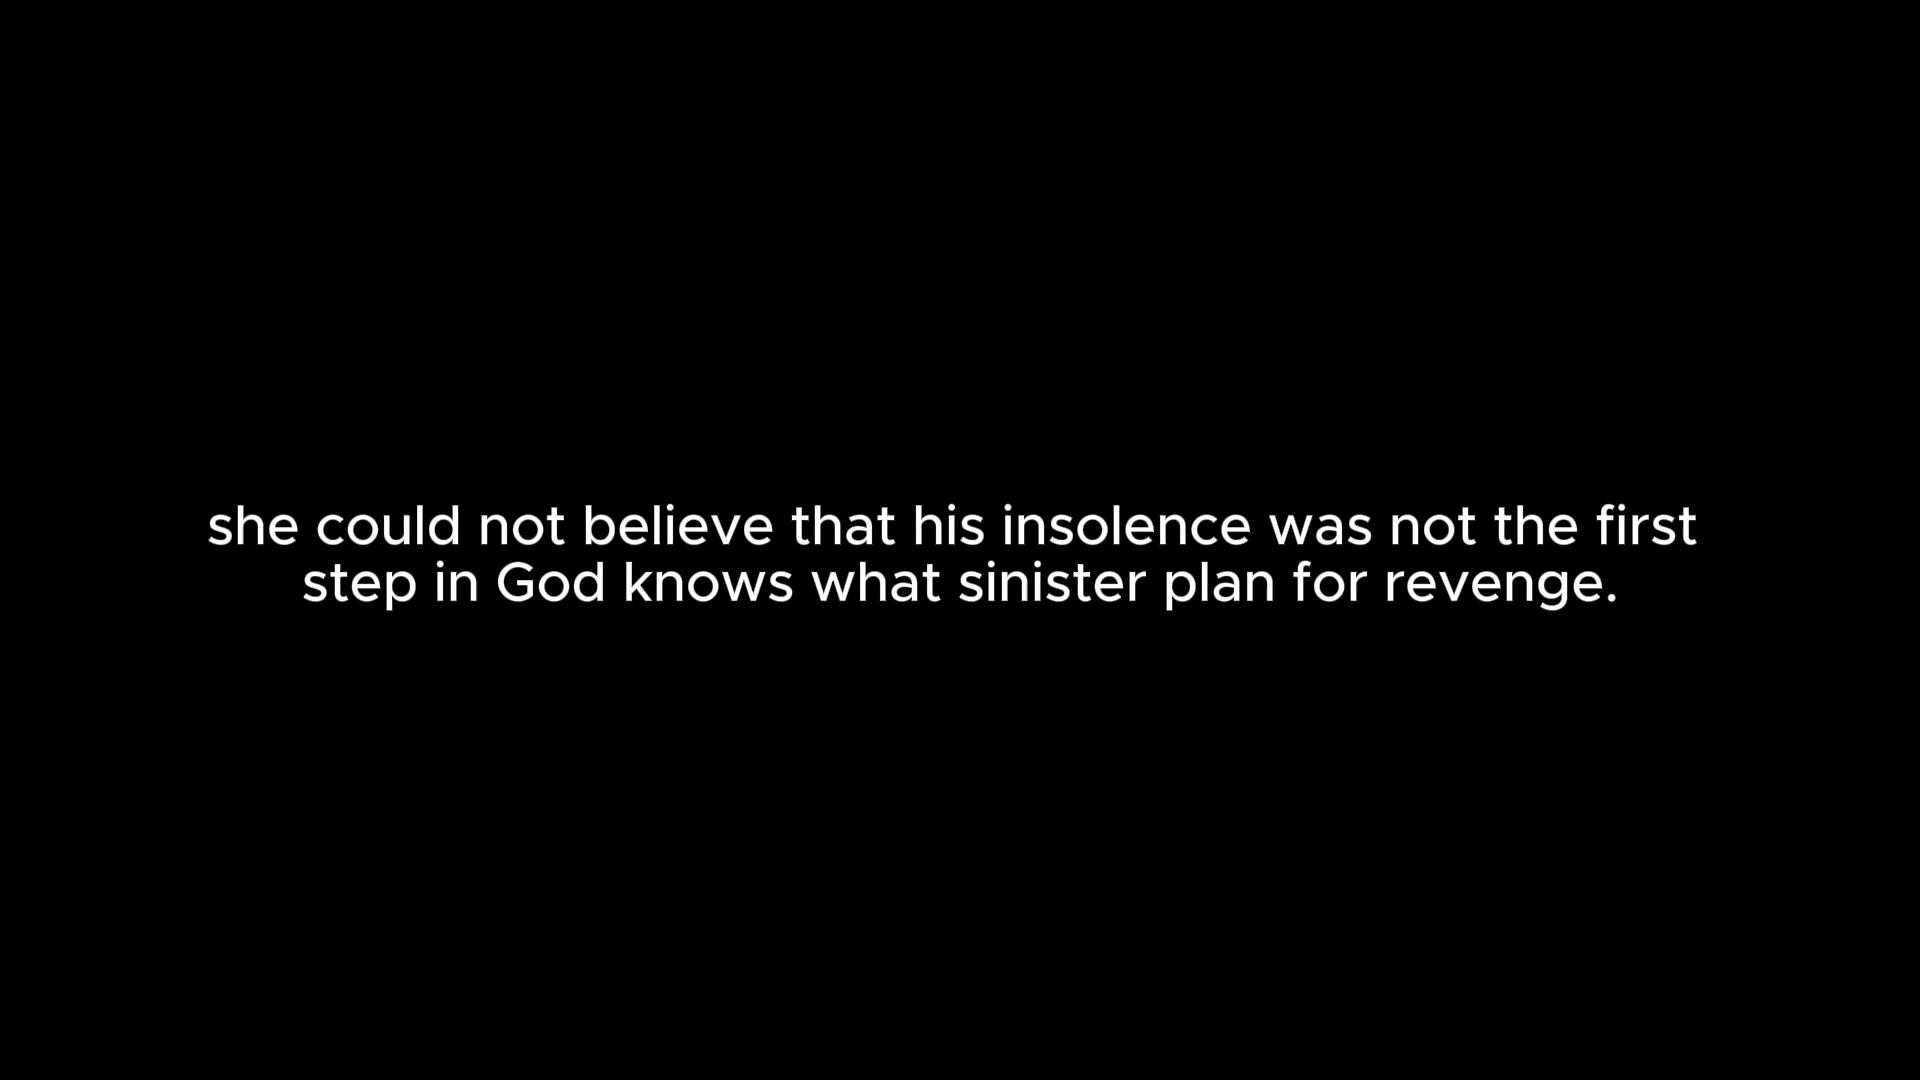 she could not believe that his insolence was not the first
step in God knows what sinister plan for revenge.